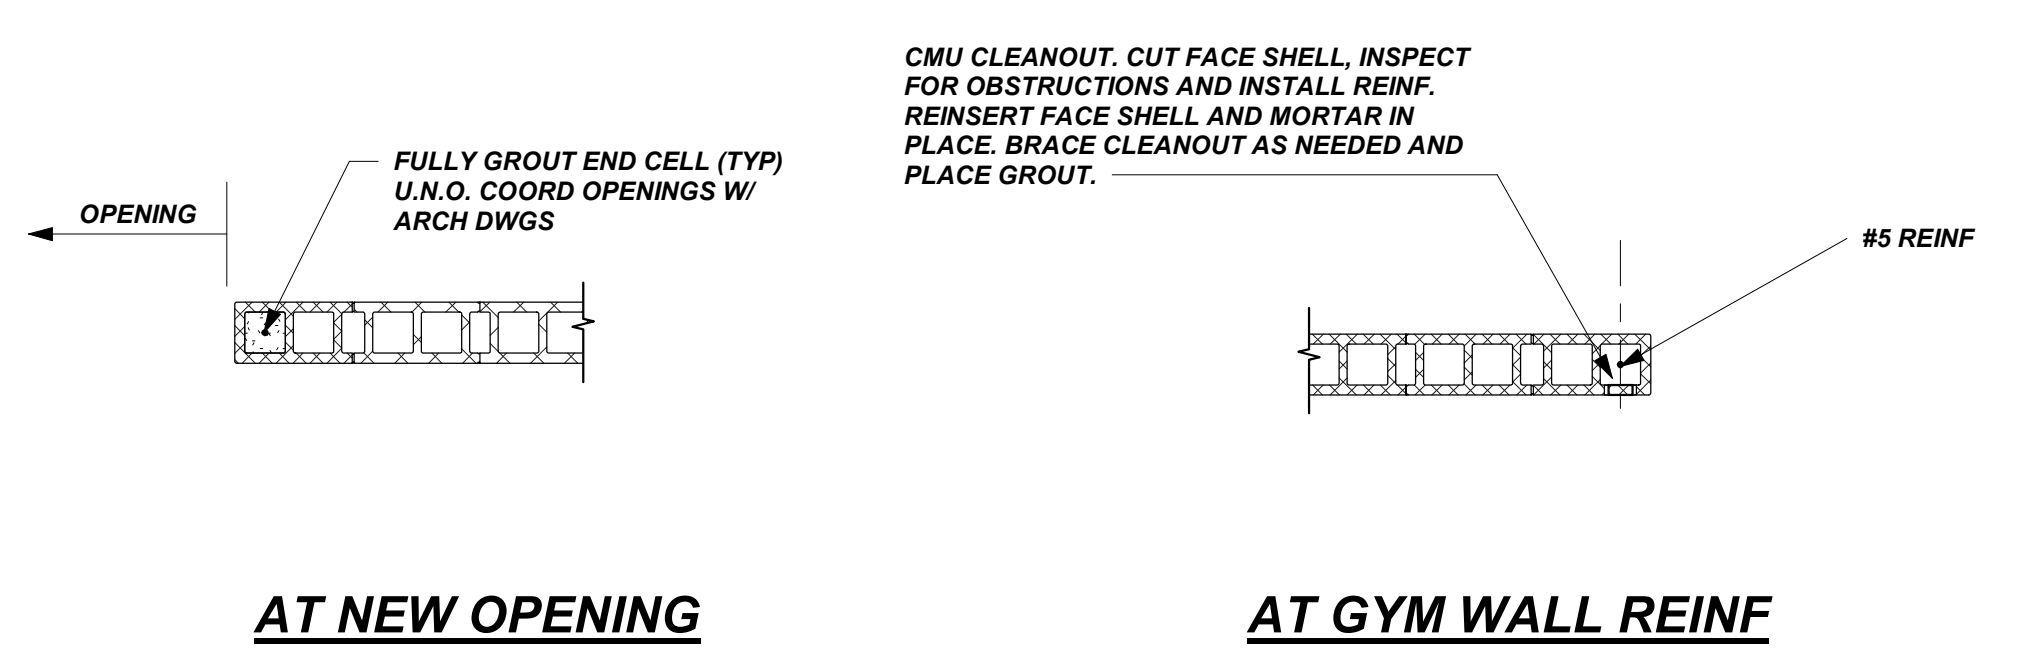 CMU CLEANOUT. CUT FACE SHELL, INSPECT
FOR OBSTRUCTIONS AND INSTALL REINF.
REINSERT FACE SHELL AND MORTAR IN
PLACE. BRACE CLEANOUT AS NEEDED AND
PLACE GROUT.
FULLY GROUT END CELL (TYP)
U.N.O. COORD OPENINGS W/
ARCH DWGS
OPENING
#5 REINF
AT NEW OPENING
AT GYM WALL REINF